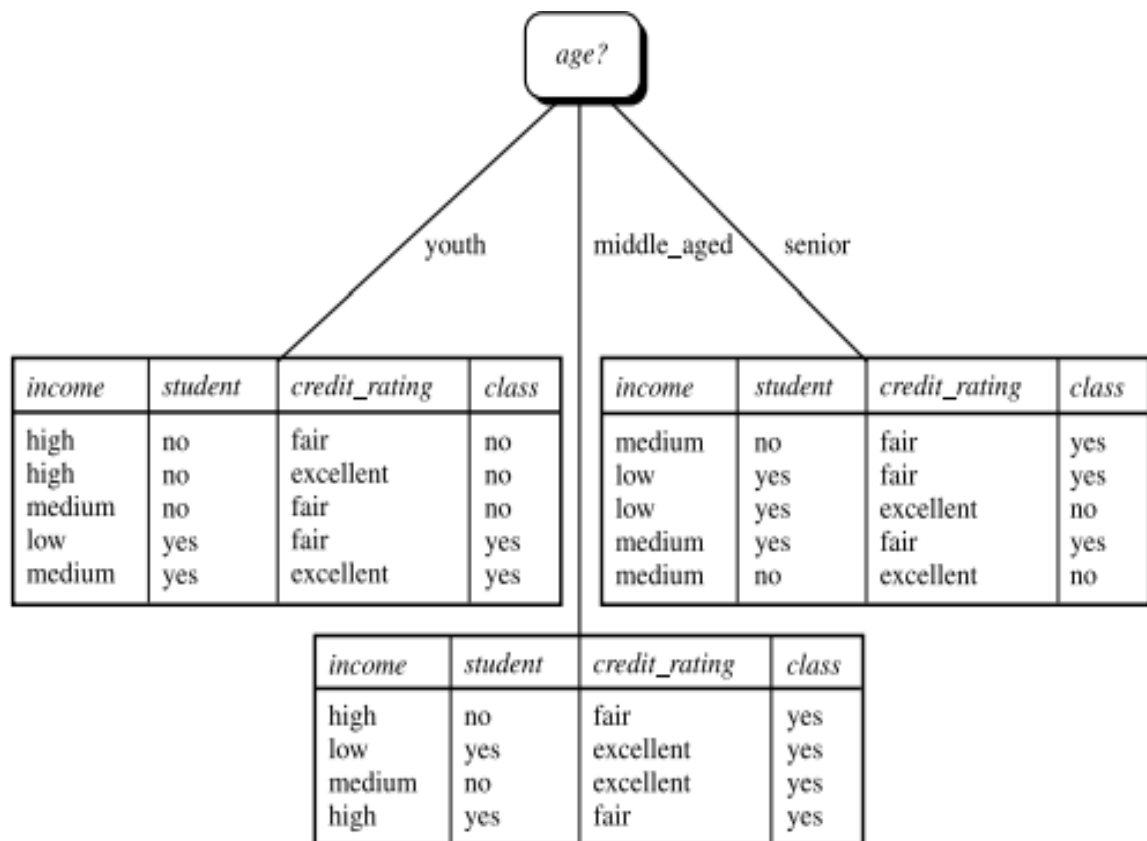 age?
youth
middle_aged
senior
income student credit_rating class
high no fair no
high no excellent no
medium no fair no
low yes fair yes
medium yes excellent yes
income student credit_rating class
medium no fair yes
low yes fair yes
low yes excellent no
medium yes fair yes
medium no excellent no
income student credit_rating class
high no fair yes
low yes excellent yes
medium no excellent yes
high yes fair yes